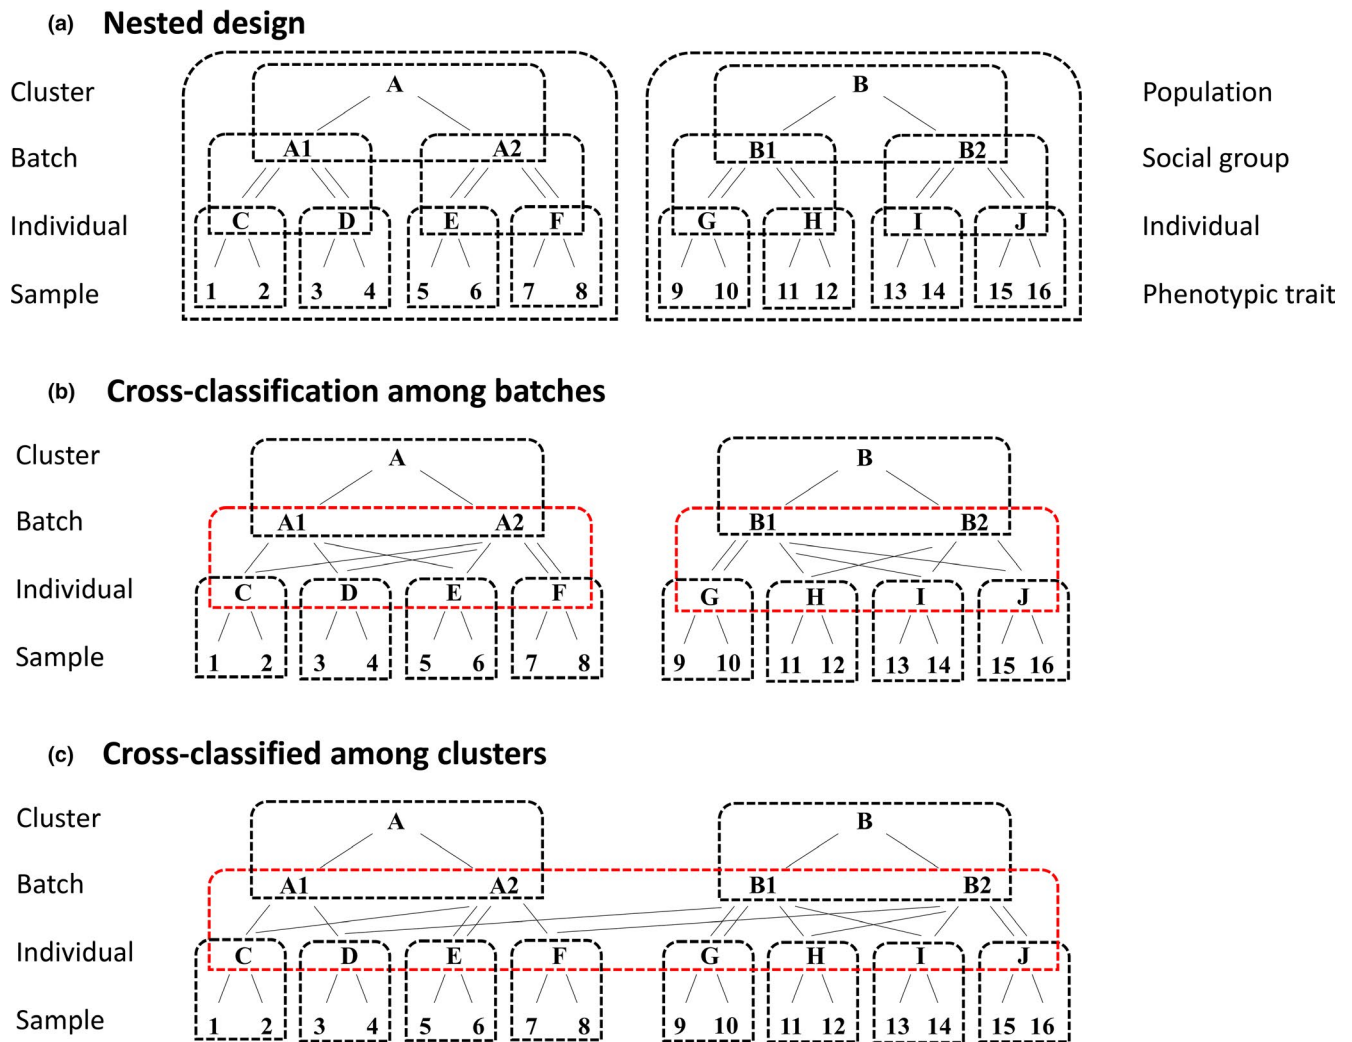 (a) Nested design
Cluster A B Population
Batch A1 A2 B1 B2 Social group
Individual C D E F G H I J Individual
Sample 1 2 3 4 5 6 7 8 9 10 11 12 13 14 15 16 Phenotypic trait
(b) Cross-classification among batches
Cluster A B
Batch A1 A2 B1 B2
Individual C D E F G H I J
Sample 1 2 3 4 5 6 7 8 9 10 11 12 13 14 15 16
(c) Cross-classified among clusters
Cluster A B
Batch A1 A2 B1 B2
Individual C D E F G H I J
Sample 1 2 3 4 5 6 7 8 9 10 11 12 13 14 15 16